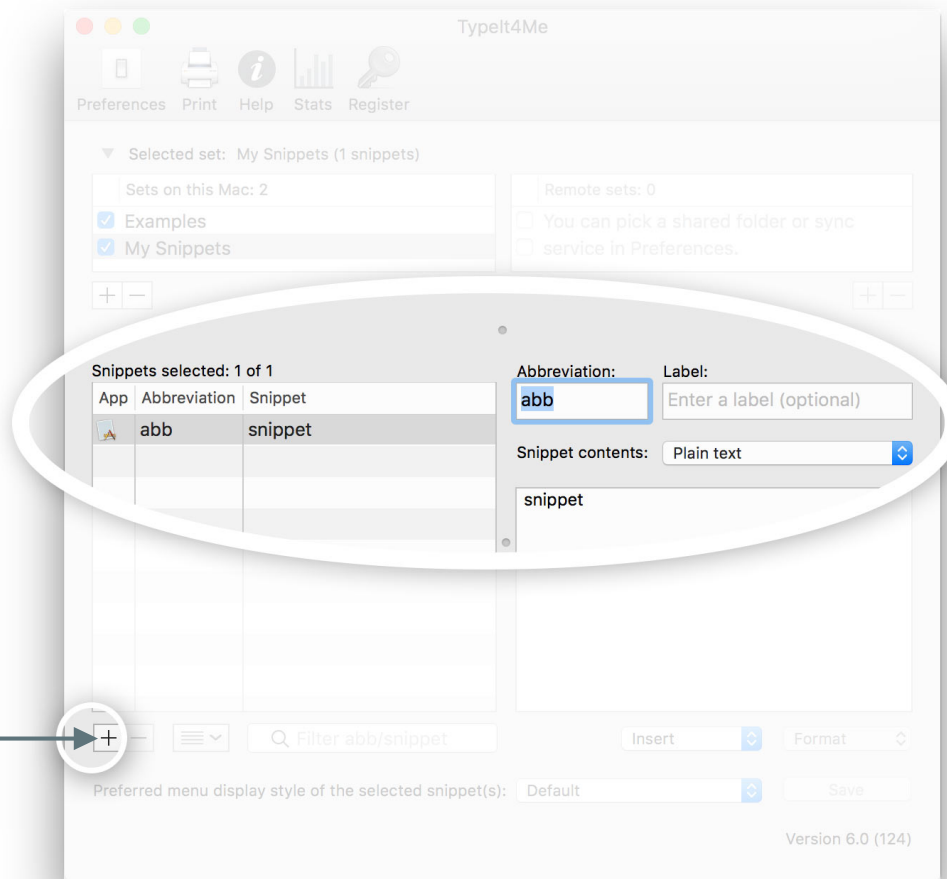 TypeIt4Me
Preferences Print Help Stats Register
Selected set: My Snippets (1 snippets)
Sets on this Mac: 2
Remote sets: 0
Examples
You can pick a shared folder or sync
My Snippets
service in Preferences.
Snippets selected: 1 of 1
Abbreviation: Label:
App Abbreviation Snippet
abb Enter a label (optional)
abb snippet
Snippet contents: Plain text
snippet
Filter abb/snippet
Insert
Format
Preferred menu display style of the selected snippet(s): Default
Save
Version 6.0 (124)